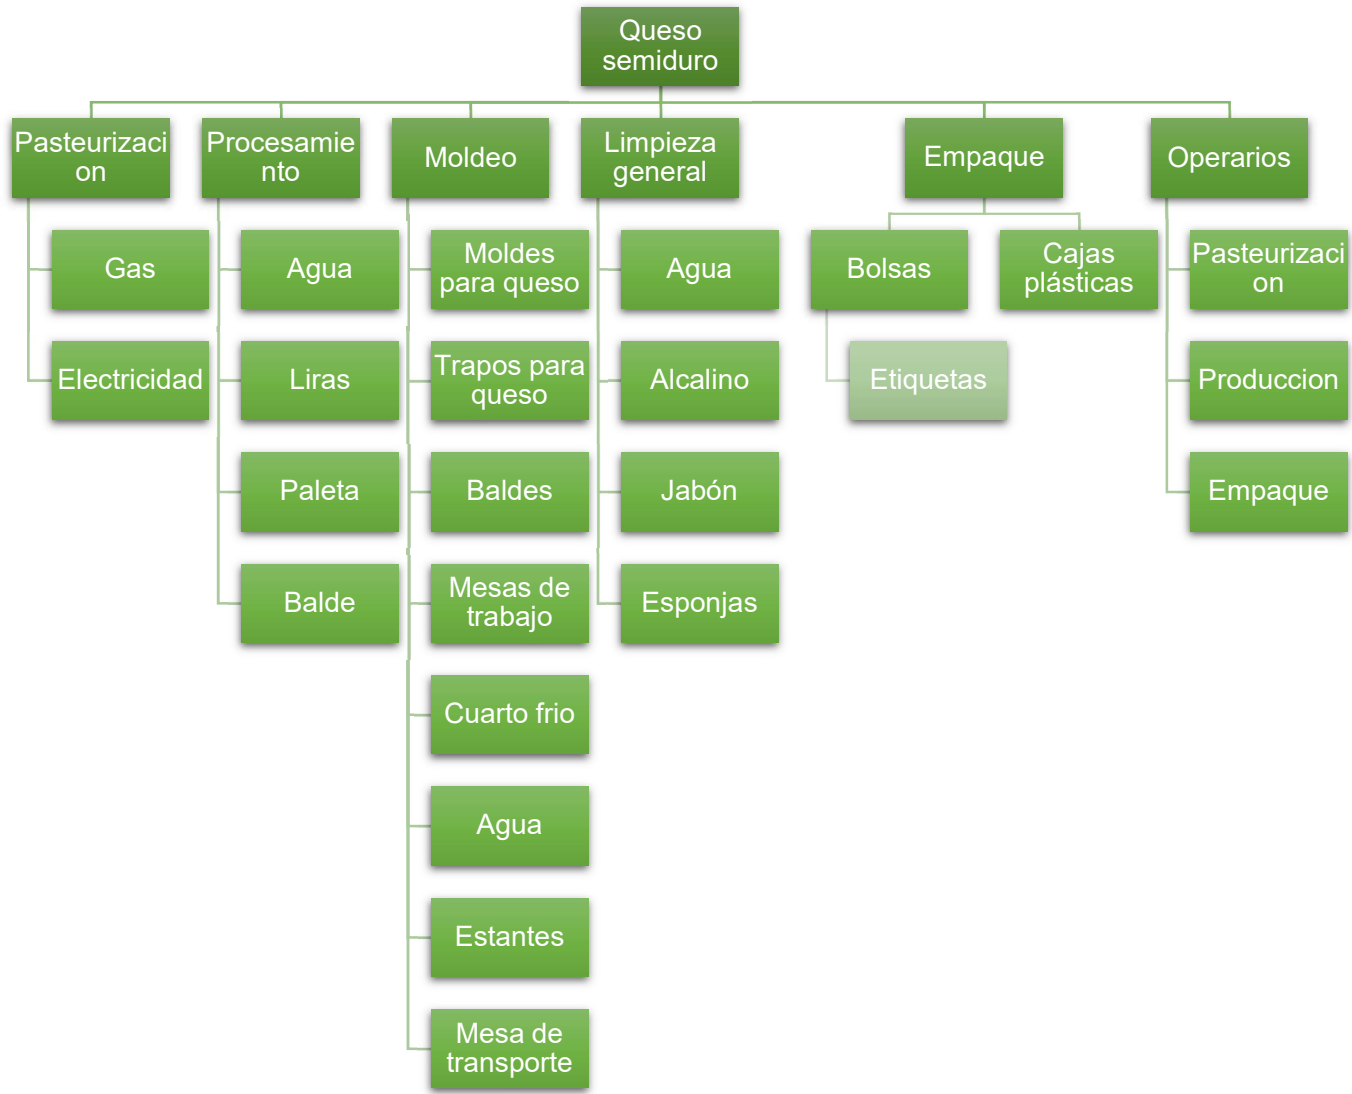 Queso
semiduro
Pasteurizaci
on
Procesamie
nto
Moldeo
Limpieza
general
Empaque
Operarios
Gas
Electricidad
Agua
Liras
Paleta
Balde
Moldes
para queso
Trapos para
queso
Baldes
Mesas de
trabajo
Cuarto frio
Agua
Estantes
Mesa de
transporte
Agua
Alcalino
Jabón
Esponjas
Bolsas
Etiquetas
Cajas
plásticas
Pasteurizaci
on
Produccion
Empaque